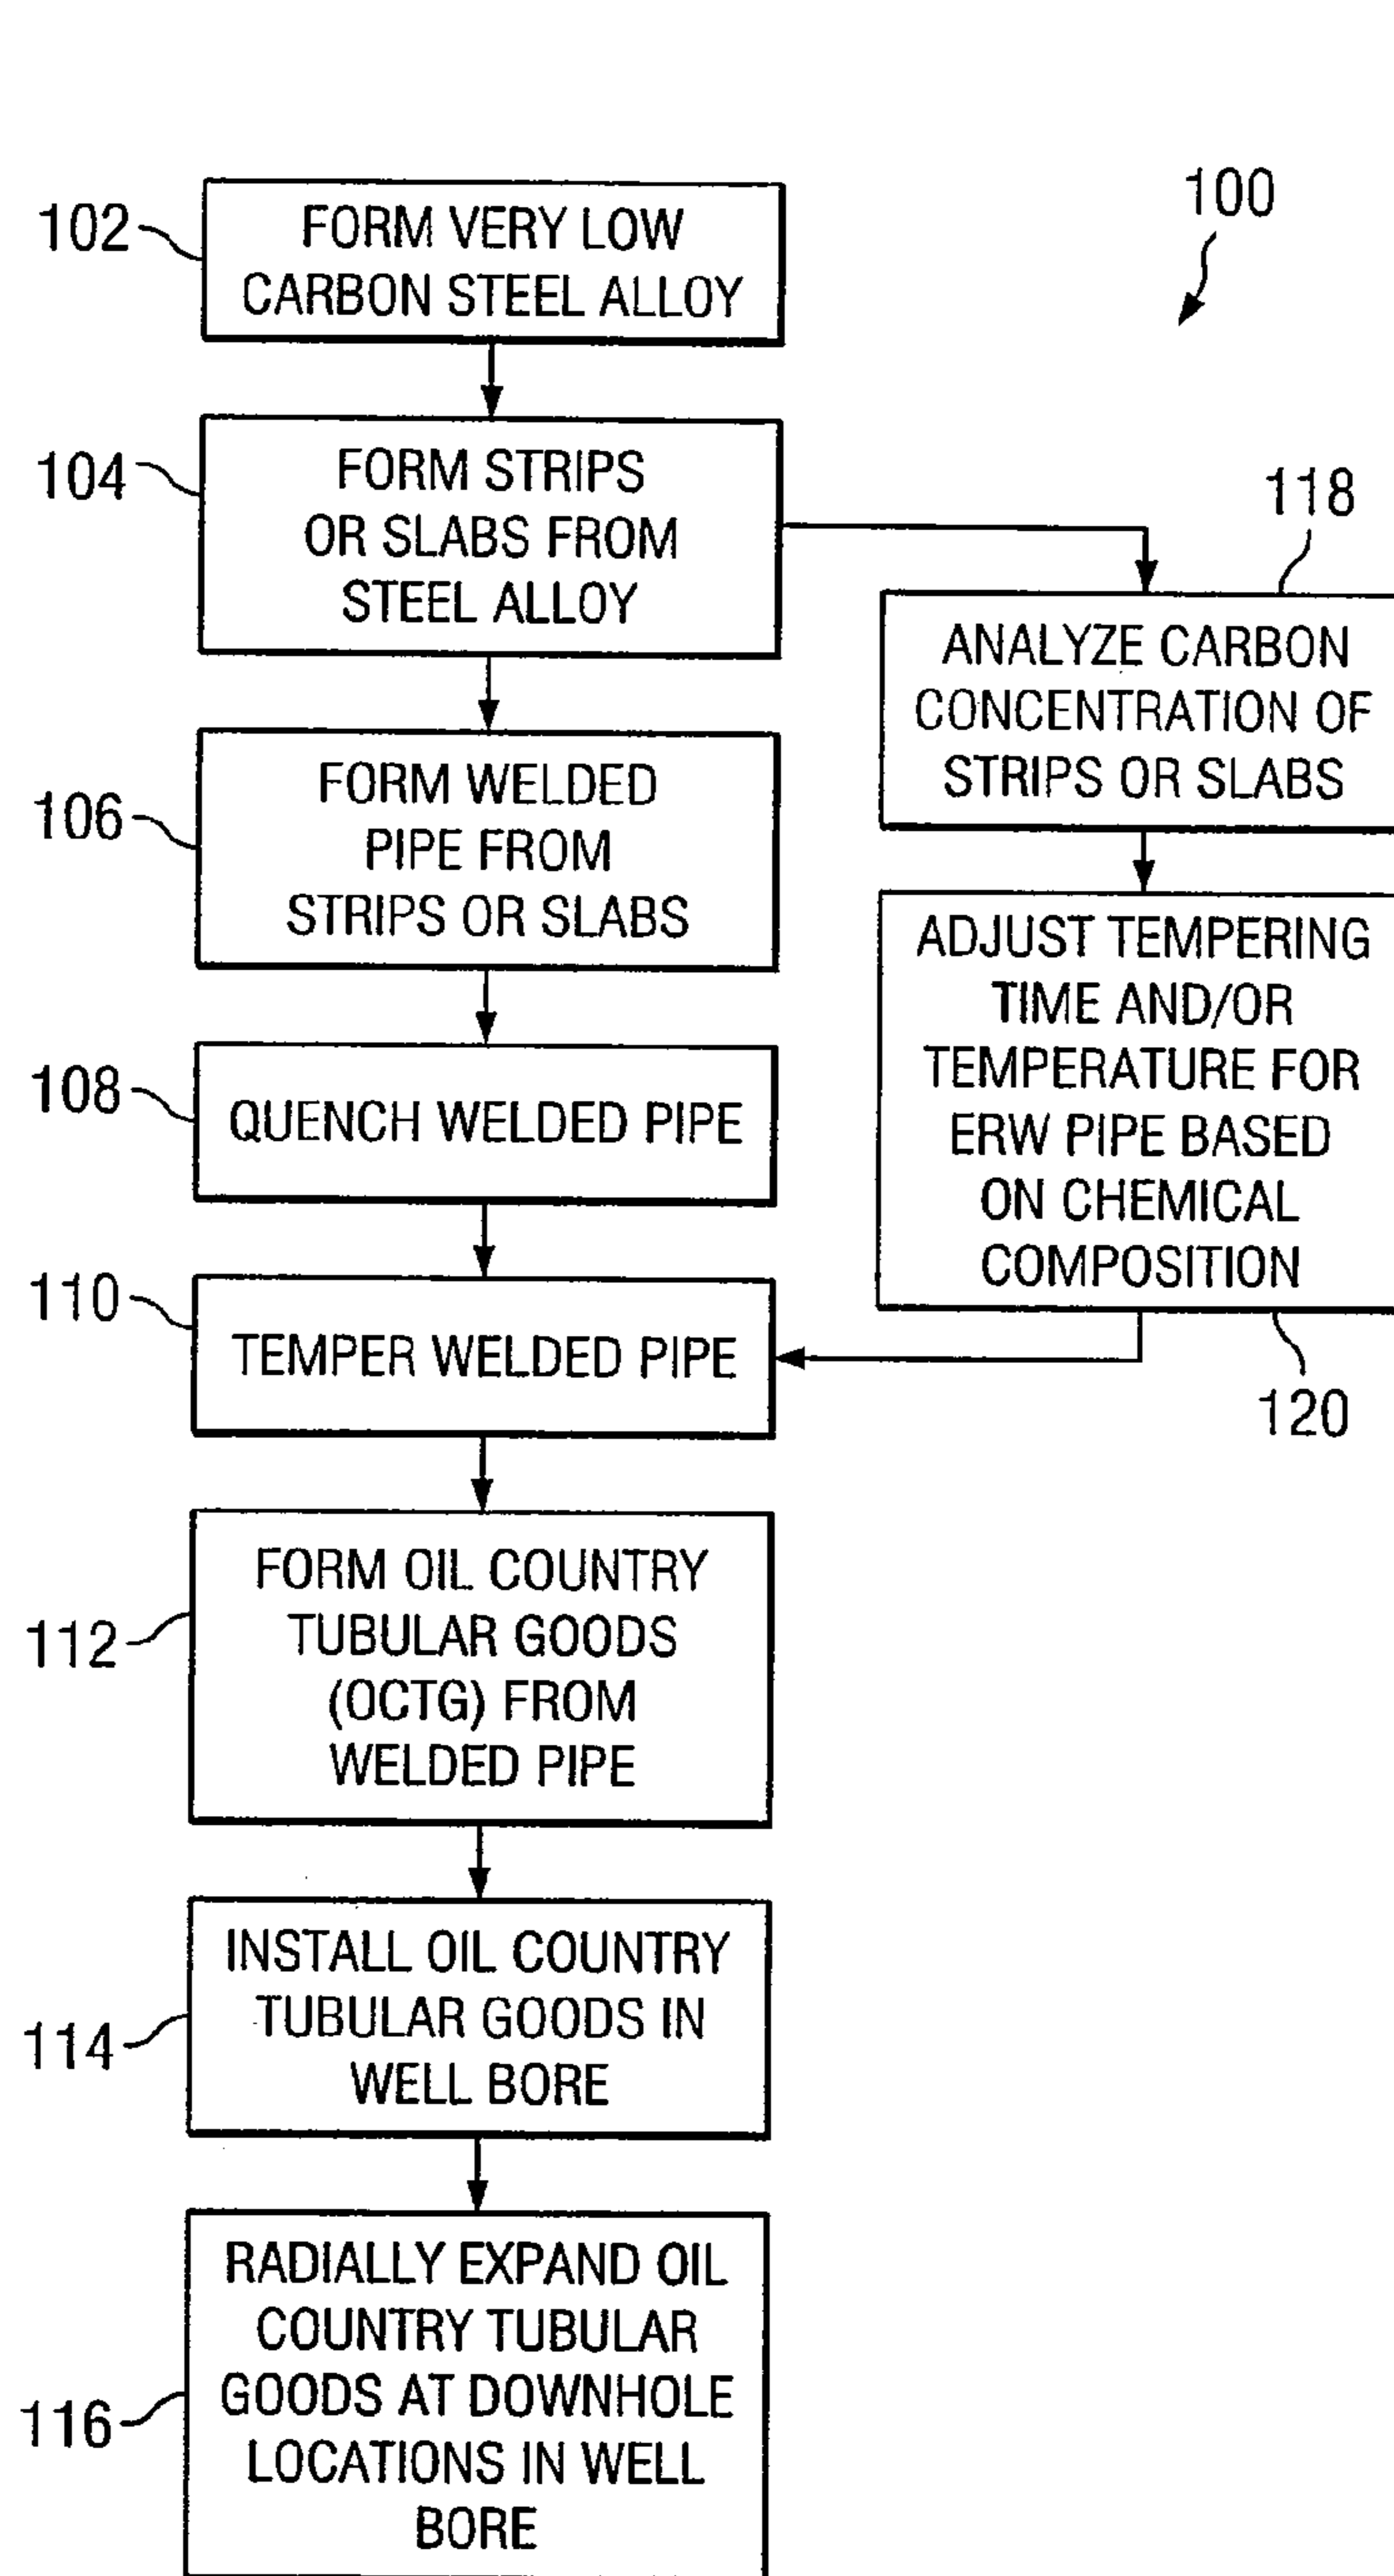 100
102
FORM VERY LOW
CARBON STEEL ALLOY
104
FORM STRIPS
OR SLABS FROM
STEEL ALLOY
118
ANALYZE CARBON
CONCENTRATION OF
STRIPS OR SLABS
106
FORM WELDED
PIPE FROM
STRIPS OR SLABS
ADJUST TEMPERING
TIME AND/OR
TEMPERATURE FOR
ERW PIPE BASED
ON CHEMICAL
COMPOSITION
120
108
QUENCH WELDED PIPE
110
TEMPER WELDED PIPE
112
FORM OIL COUNTRY
TUBULAR GOODS
(OCTG) FROM
WELDED PIPE
114
INSTALL OIL COUNTRY
TUBULAR GOODS IN
WELL BORE
116
RADIALLY EXPAND OIL
COUNTRY TUBULAR
GOODS AT DOWNHOLE
LOCATIONS IN WELL
BORE